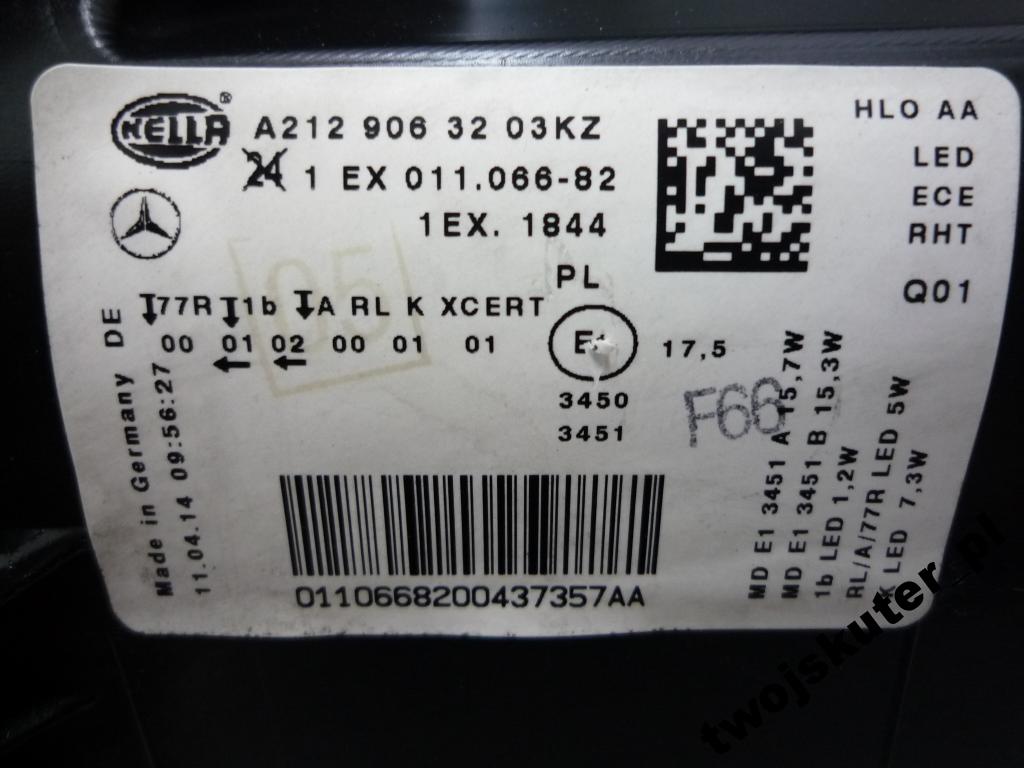 HELLA® A212 906 32 03KZ
24 1 EX 011.066-82
1EX. 1844
PL
HLO AA
LED
ECE
RHT
Q01
05
77R 1b A RL K XCERT
00 01 02 00 01 01
E1 17,5
3450
3451
F66
0110668200437357AA
Made in Germany DE
11.04.14 09:56:27
MD E1 3451 A 15,7W
MD E1 3451 B 15,3W
1b LED 1,2W
RL/A/77R LED 5W
K LED 7,3W
twojskuter_pl